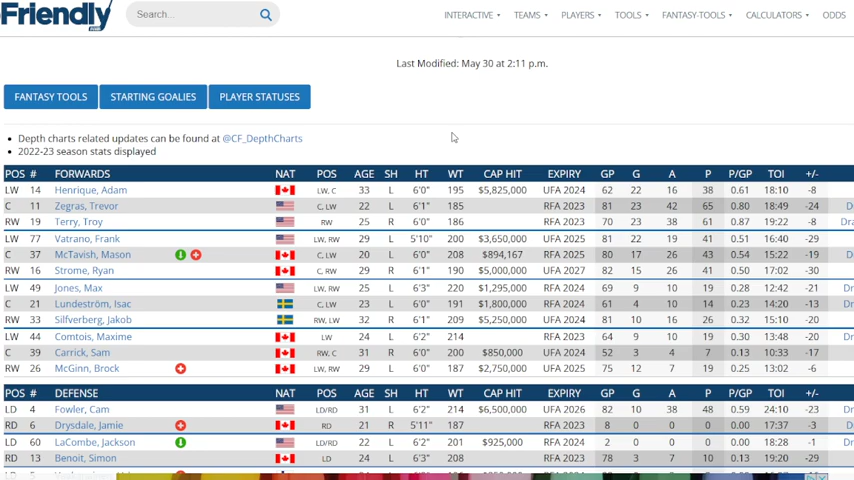 Friendly
Search...
INTERACTIVE TEAMS PLAYERS TOOLS FANTASY-TOOLS CALCULATORS ODDS
Last Modified: May 30 at 2:11 p.m.
FANTASY TOOLS STARTING GOALIES PLAYER STATUSES
• Depth charts related updates can be found at @CF_DepthCharts
• 2022-23 season stats displayed
POS # FORWARDS NAT POS AGE SH HT WT CAP HIT EXPIRY GP G A P P/GP TOI +/-
LW 14 Henrique, Adam LW, C 33 L 6'0" 195 $5,825,000 UFA 2024 62 22 16 38 0.61 18:10 -8
C 11 Zegras, Trevor C, LW 22 L 6'1" 185 RFA 2023 81 23 42 65 0.80 18:49 -24 D
RW 19 Terry, Troy RW 25 R 6'0" 186 RFA 2023 70 23 38 61 0.87 19:22 -8 Dra
LW 77 Vatrano, Frank LW, RW 29 L 5'10" 200 $3,650,000 UFA 2025 81 22 19 41 0.51 16:40 -29
C 37 McTavish, Mason C, LW 20 L 6'0" 208 $894,167 RFA 2025 80 17 26 43 0.54 15:22 -19 D
RW 16 Strome, Ryan C, RW 29 R 6'1" 190 $5,000,000 UFA 2027 82 15 26 41 0.50 17:02 -30
LW 49 Jones, Max LW, RW 25 L 6'3" 220 $1,295,000 RFA 2024 69 9 10 19 0.28 12:42 -21 Dr
C 21 Lundeström, Isac C, LW 23 L 6'0" 191 $1,800,000 RFA 2024 61 4 10 14 0.23 14:20 -13 Dr
RW 33 Silfverberg, Jakob RW, LW 32 R 6'1" 209 $5,250,000 UFA 2024 81 10 16 26 0.32 15:10 -20
LW 44 Comtois, Maxime LW 24 L 6'2" 214 RFA 2023 64 9 10 19 0.30 13:48 -20 Dr
C 39 Carrick, Sam RW, C 31 R 6'0" 200 $850,000 UFA 2024 52 3 4 7 0.13 10:33 -17
RW 26 McGinn, Brock LW, RW 29 L 6'0" 187 $2,750,000 UFA 2025 75 12 7 19 0.25 13:02 -6
POS # DEFENSE NAT POS AGE SH HT WT CAP HIT EXPIRY GP G A P P/GP TOI +/-
LD 4 Fowler, Cam LD/RD 31 L 6'2" 214 $6,500,000 UFA 2026 82 10 38 48 0.59 24:10 -23 Dr
RD 6 Drysdale, Jamie RD 21 R 5'11" 187 RFA 2023 8 0 0 0 0.00 17:37 -3 D
LD 60 LaCombe, Jackson LD 22 L 6'2" 201 $925,000 RFA 2024 2 0 0 0 0.00 18:28 -1 Dr
RD 13 Benoit, Simon LD 24 L 6'3" 208 RFA 2023 78 3 7 10 0.13 19:20 -29